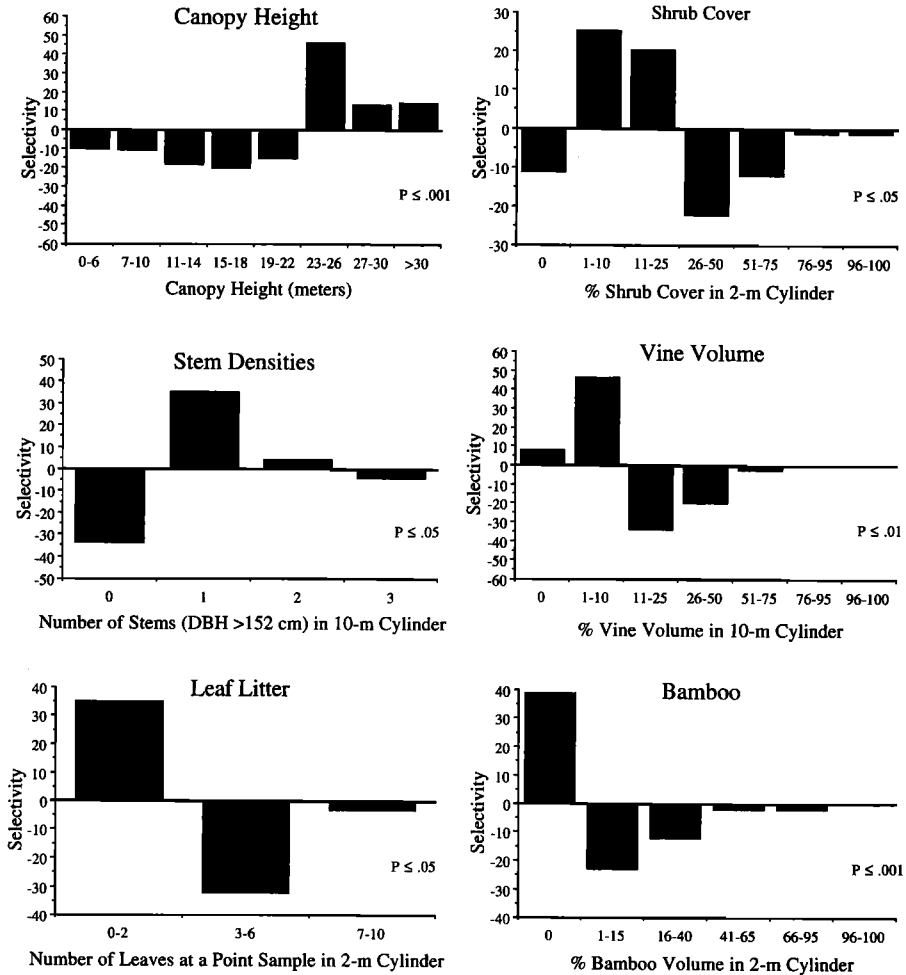 Canopy Height
60
50
40
30
20
10
0
-10
-20
-30
-40
-50
-60
Selectivity
P ≤ .001
0-6 7-10 11-14 15-18 19-22 23-26 27-30 >30
Canopy Height (meters)
Shrub Cover
30
20
10
0
-10
-20
-30
Selectivity
P ≤ .05
0 1-10 11-25 26-50 51-75 76-95 96-100
% Shrub Cover in 2-m Cylinder
Stem Densities
50
40
30
20
10
0
-10
-20
-30
-40
-50
Selectivity
P ≤ .05
0 1 2 3
Number of Stems (DBH >152 cm) in 10-m Cylinder
Vine Volume
60
50
40
30
20
10
0
-10
-20
-30
-40
-50
-60
Selectivity
P ≤ .01
0 1-10 11-25 26-50 51-75 76-95 96-100
% Vine Volume in 10-m Cylinder
Leaf Litter
40
30
20
10
0
-10
-20
-30
-40
Selectivity
P ≤ .05
0-2 3-6 7-10
Number of Leaves at a Point Sample in 2-m Cylinder
Bamboo
40
30
20
10
0
-10
-20
-30
-40
Selectivity
P ≤ .001
0 1-15 16-40 41-65 66-95 96-100
% Bamboo Volume in 2-m Cylinder